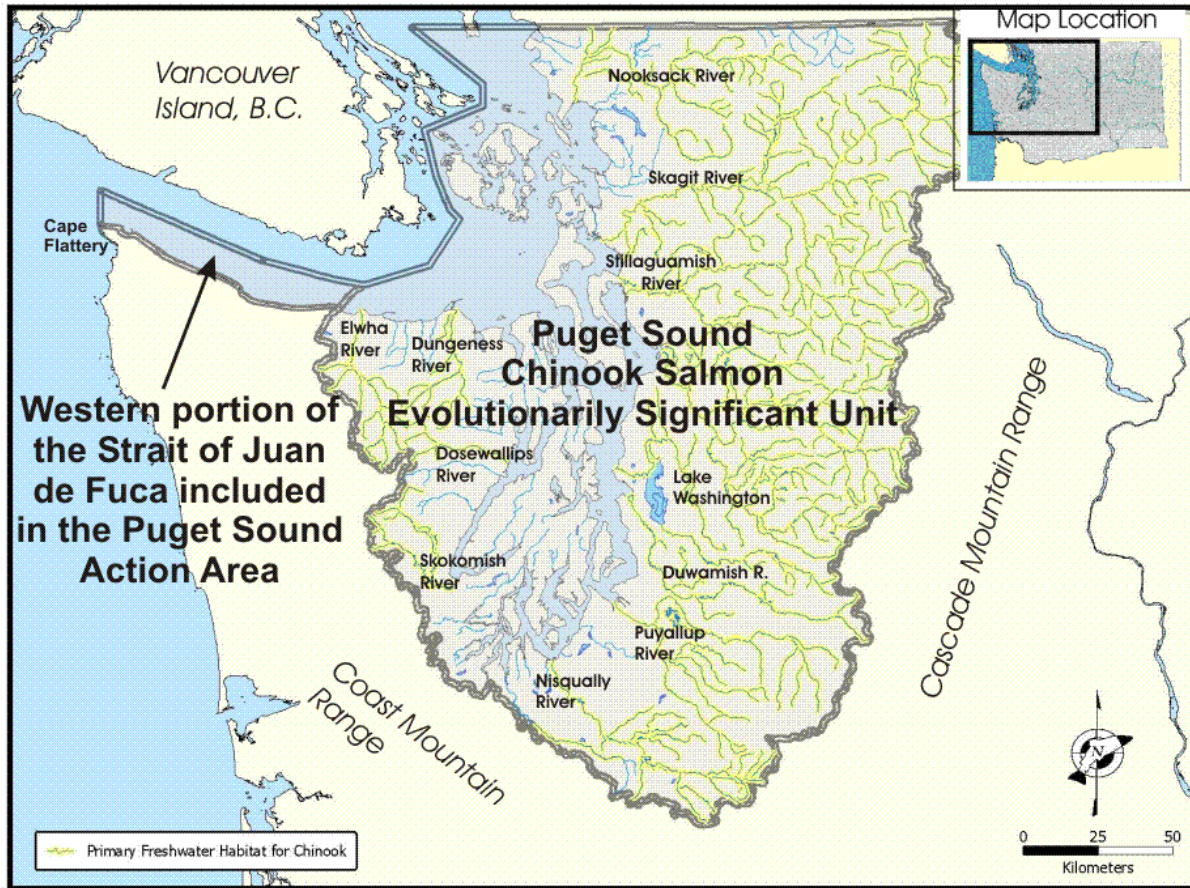 Map Location
Vancouver
Island, B.C.
Nooksack River
Skagit River
Cape
Flattery
Stillaguamish
River
Elwha
River
Dungeness
River
Puget Sound
Chinook Salmon
Evolutionarily Significant Unit
Western portion of
the Strait of Juan
de Fuca included
in the Puget Sound
Action Area
Dosewallips
River
Lake
Washington
Skokomish
River
Duwamish R.
Puyallup
River
Nisqually
River
Coast Mountain
Range
Cascade Mountain Range
N
Primary Freshwater Habitat for Chinook
0 25 50
Kilometers